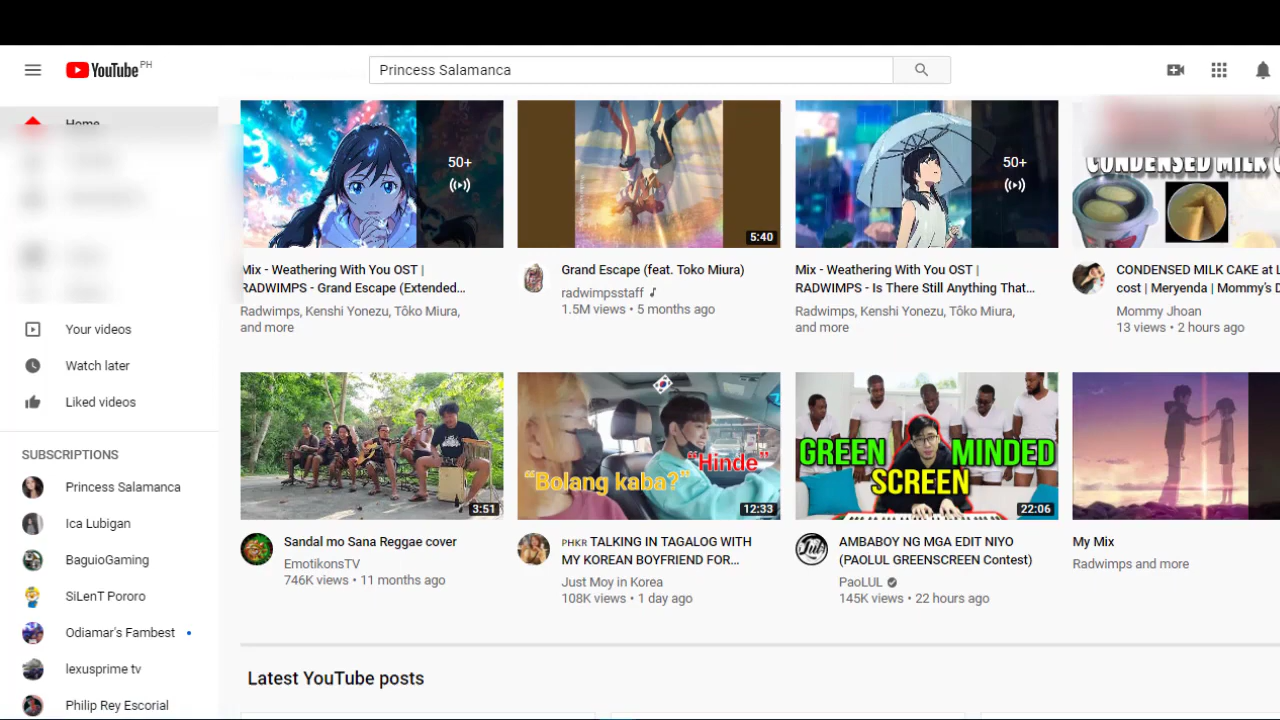 YouTube PH
Princess Salamanca
Home
Your videos
Watch later
Liked videos
SUBSCRIPTIONS
Princess Salamanca
Ica Lubigan
BaguioGaming
SiLenT Pororo
Odiamar's Fambest
lexusprime tv
Philip Rey Escorial
50+
Mix - Weathering With You OST |
RADWIMPS - Grand Escape (Extended...
Radwimps, Kenshi Yonezu, Tôko Miura,
and more
5:40
Grand Escape (feat. Toko Miura)
radwimpsstaff
1.5M views • 5 months ago
50+
Mix - Weathering With You OST |
RADWIMPS - Is There Still Anything That...
Radwimps, Kenshi Yonezu, Tôko Miura,
and more
CONDENSED MILK
CONDENSED MILK CAKE at L
cost | Meryenda | Mommy's D
Mommy Jhoan
13 views • 2 hours ago
3:51
Sandal mo Sana Reggae cover
EmotikonsTV
746K views • 11 months ago
"Bolang kaba?"
"Hinde"
12:33
PHKR TALKING IN TAGALOG WITH
MY KOREAN BOYFRIEND FOR...
Just Moy in Korea
108K views • 1 day ago
GREEN MINDED
SCREEN
22:06
AMBABOY NG MGA EDIT NIYO
(PAOLUL GREENSCREEN Contest)
PaoLUL
145K views • 22 hours ago
My Mix
Radwimps and more
Latest YouTube posts